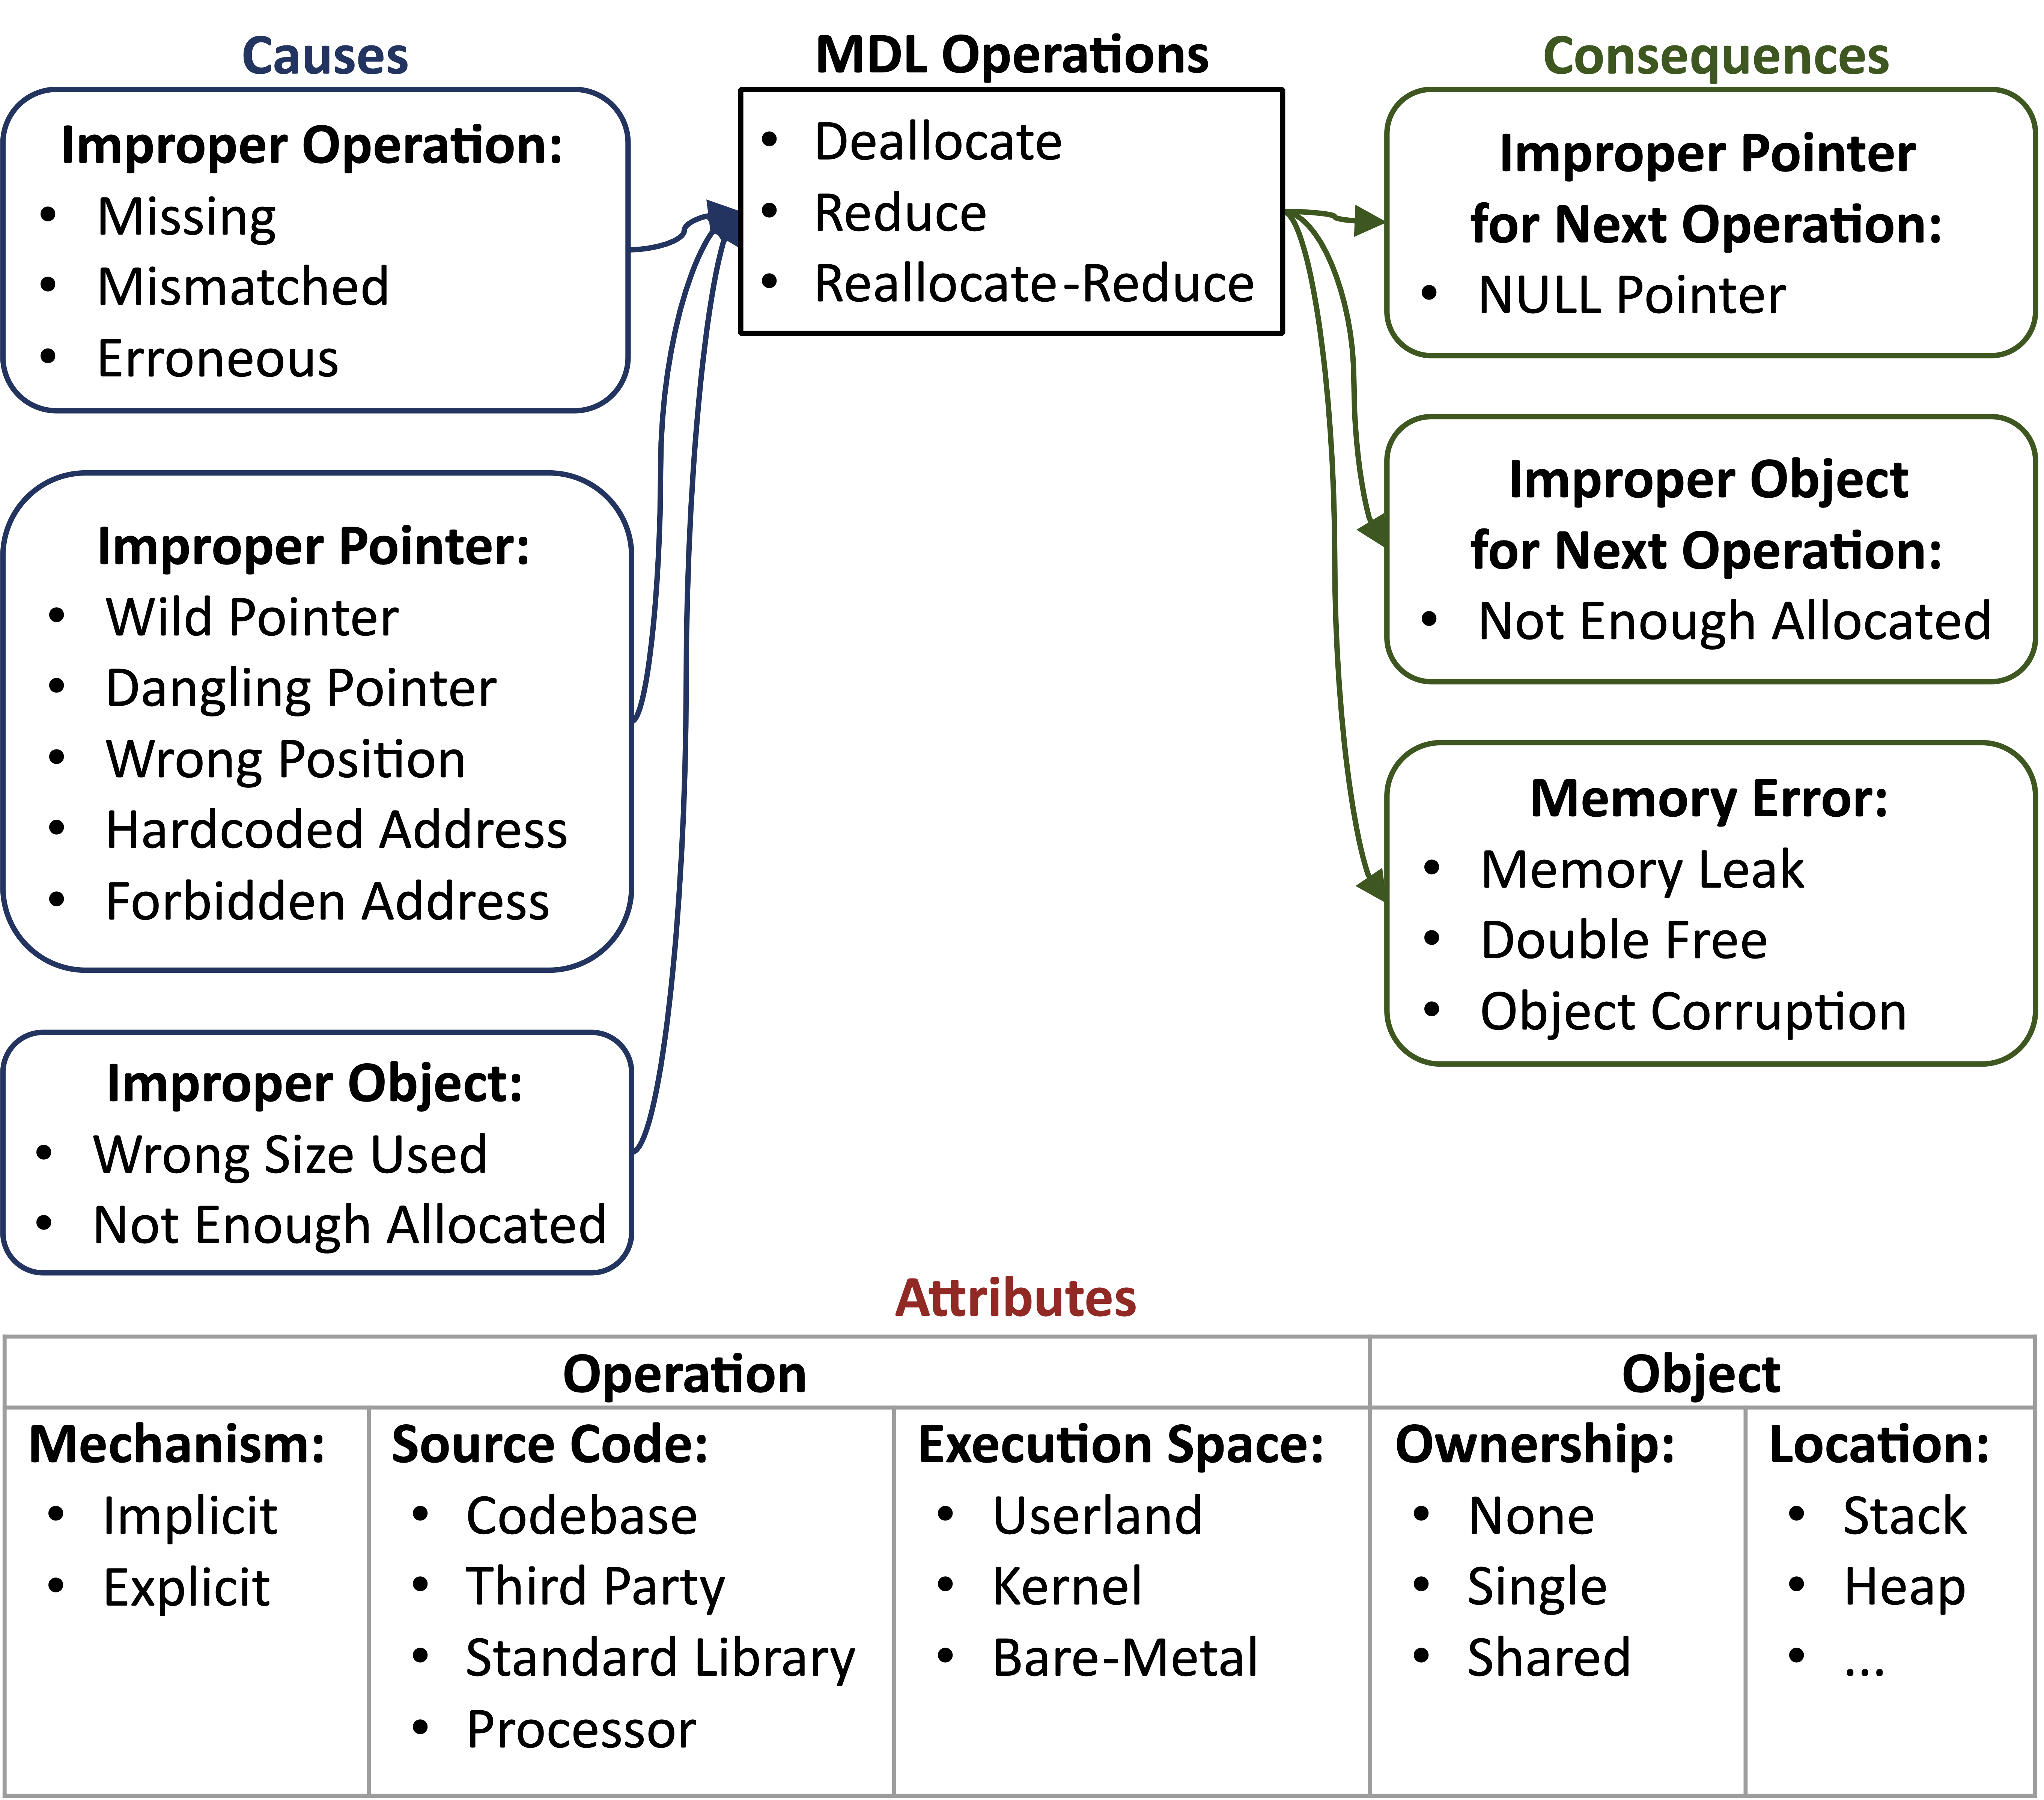 Causes
Improper Operation:
• Missing
• Mismatched
• Erroneous
Improper Pointer:
• Wild Pointer
• Dangling Pointer
• Wrong Position
• Hardcoded Address
• Forbidden Address
Improper Object:
• Wrong Size Used
• Not Enough Allocated
MDL Operations
• Deallocate
• Reduce
• Reallocate-Reduce
Consequences
Improper Pointer
for Next Operation:
• NULL Pointer
Improper Object
for Next Operation:
• Not Enough Allocated
Memory Error:
• Memory Leak
• Double Free
• Object Corruption
Attributes
Operation
Mechanism:
• Implicit
• Explicit
Source Code:
• Codebase
• Third Party
• Standard Library
• Processor
Execution Space:
• Userland
• Kernel
• Bare-Metal
Object
Ownership:
• None
• Single
• Shared
Location:
• Stack
• Heap
• ...